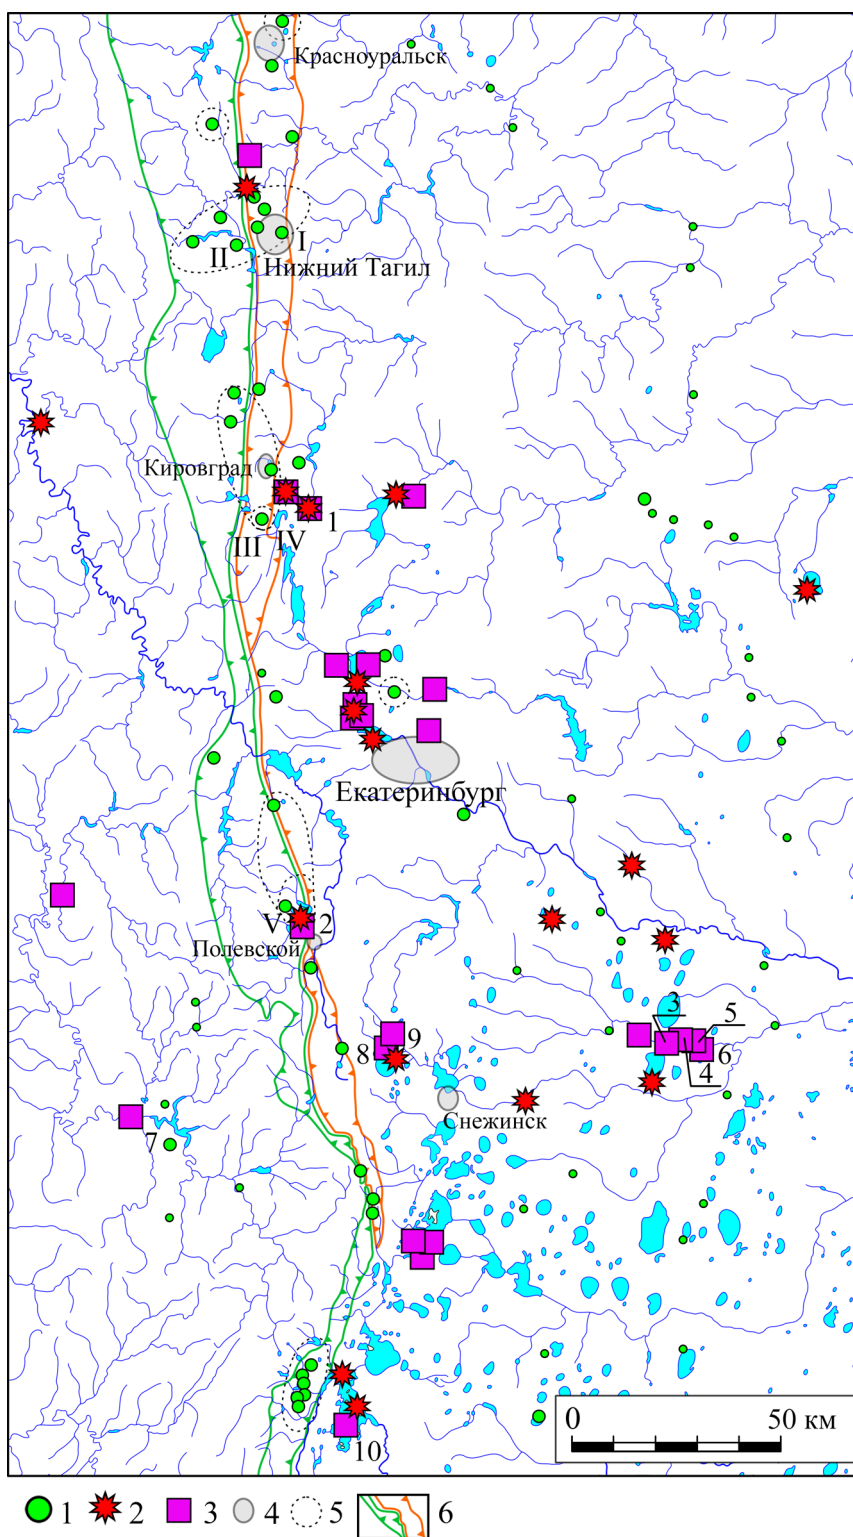 Красноуральск
I
II
Нижний Тагил
Кировград
1
III
IV
Екатеринбург
V
2
Полевской
3
5
9
8
4
6
Снежинск
7
0
50 км
10
1
2
3
4
5
6